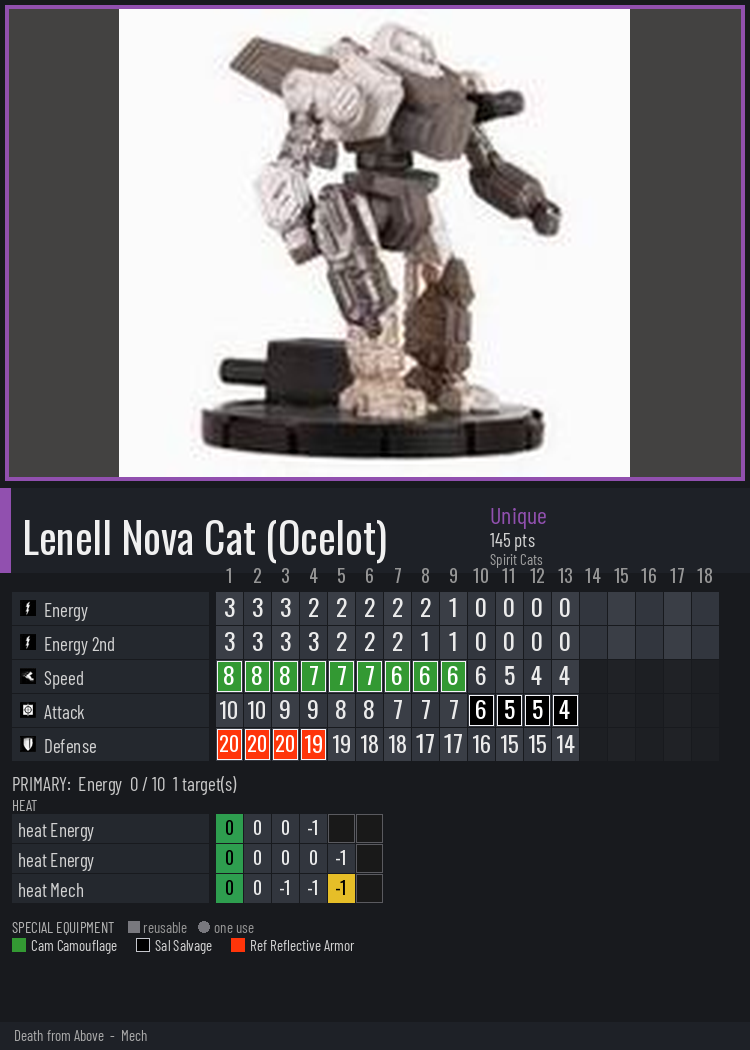 Lenell Nova Cat (Ocelot)
Unique
145 pts
Spirit Cats
1 2 3 4 5 6 7 8 9 10 11 12 13 14 15 16 17 18
Energy 3 3 3 2 2 2 2 2 1 0 0 0 0
Energy 2nd 3 3 3 3 2 2 2 1 1 0 0 0 0
Speed 8 8 8 7 7 7 6 6 6 6 5 4 4
Attack 10 10 9 9 8 8 7 7 7 6 5 5 4
Defense 20 20 20 19 19 18 18 17 17 16 15 15 14
PRIMARY: Energy 0 / 10 1 target(s)
HEAT
heat Energy 0 0 0 -1
heat Energy 0 0 0 0 -1
heat Mech 0 0 -1 -1 -1
SPECIAL EQUIPMENT reusable one use
Cam Camouflage Sal Salvage Ref Reflective Armor
Death from Above - Mech